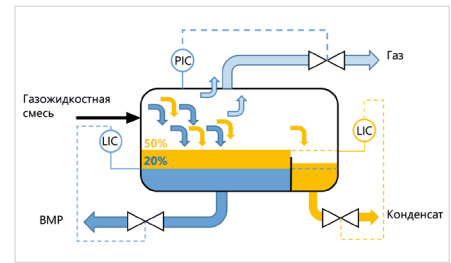 PIC
Газ
Газожидкостная
смесь
LIC
50%
20%
LIC
ВМР
Конденсат